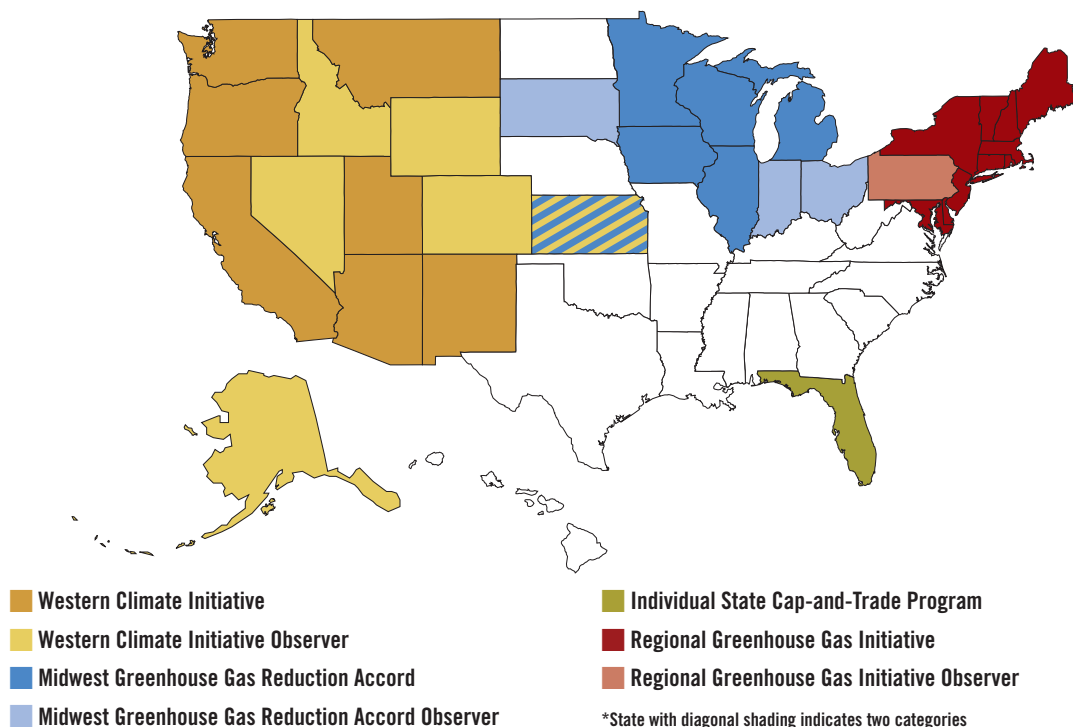 Western Climate Initiative
Western Climate Initiative Observer
Midwest Greenhouse Gas Reduction Accord
Midwest Greenhouse Gas Reduction Accord Observer
Individual State Cap-and-Trade Program
Regional Greenhouse Gas Initiative
Regional Greenhouse Gas Initiative Observer
*State with diagonal shading indicates two categories